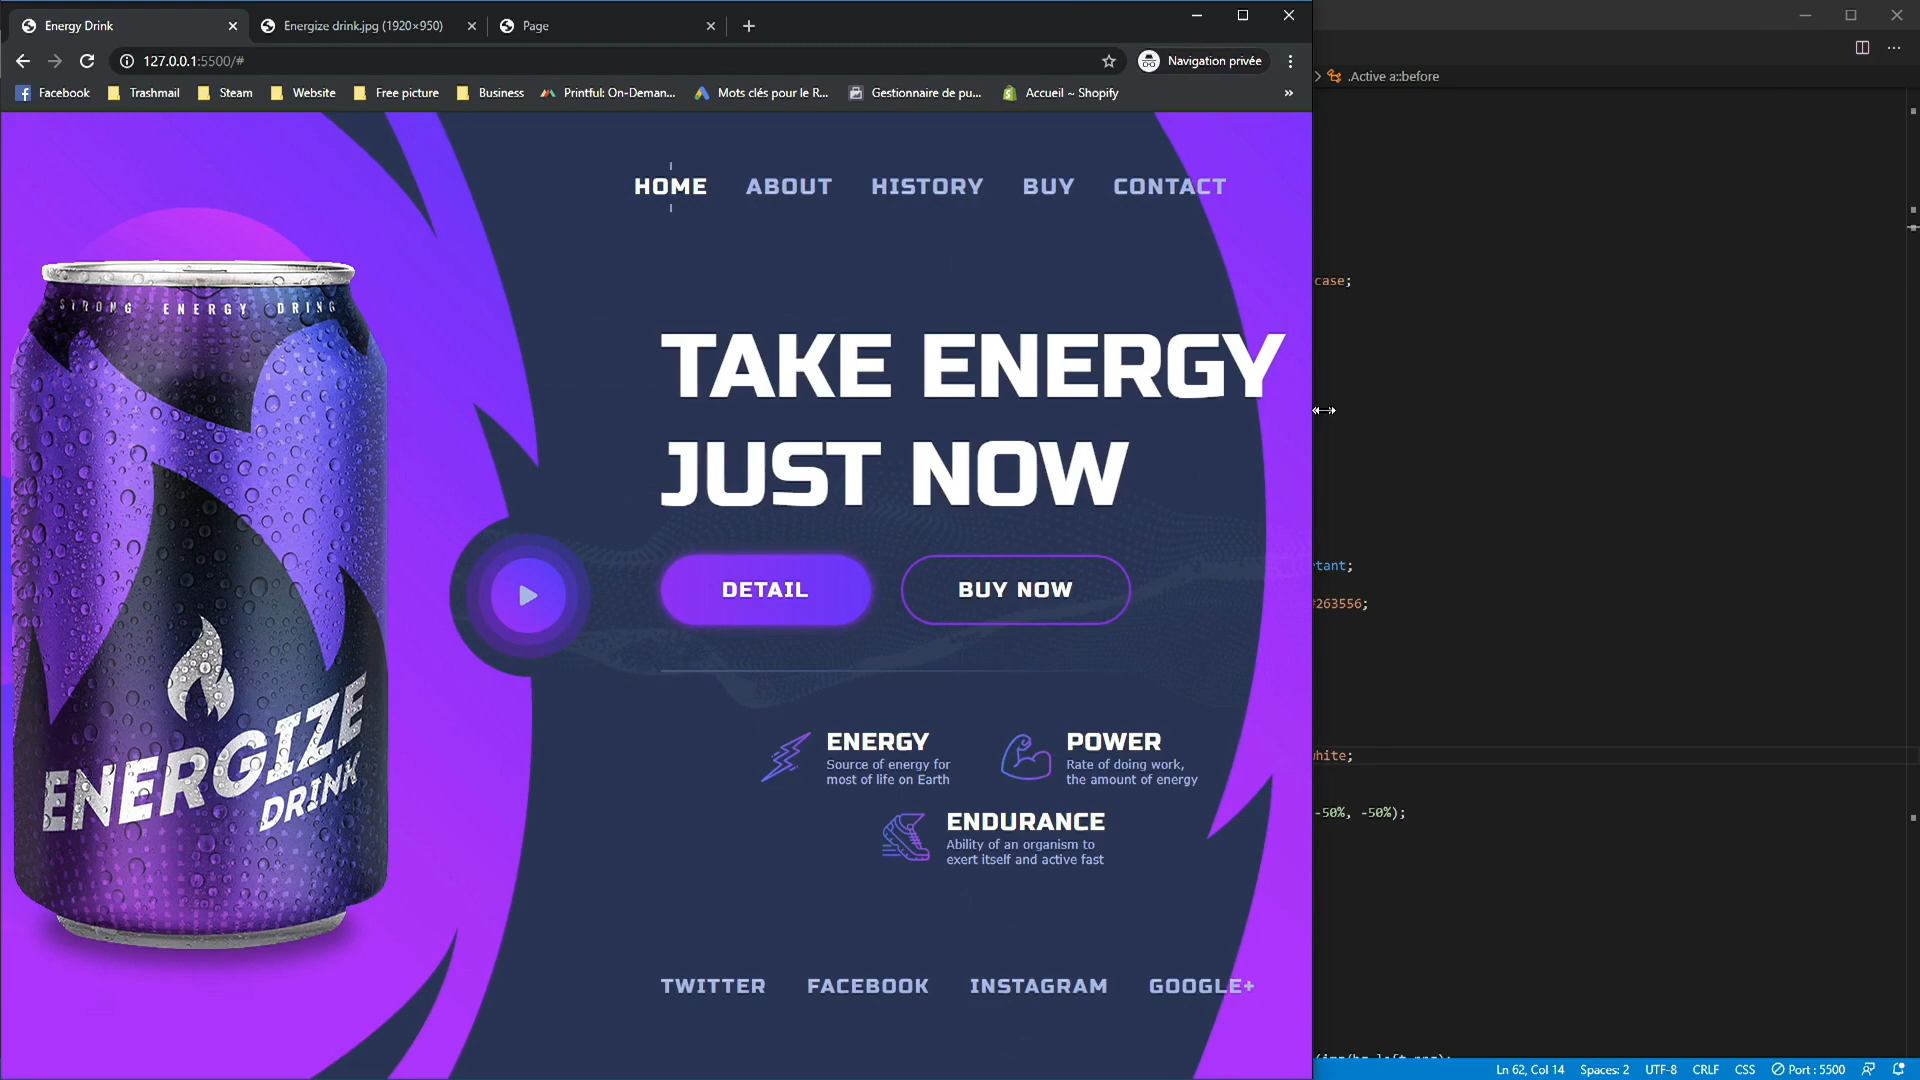 Energy Drink
Energize drink.jpg (1920×950)
Page
127.0.0.1:5500/#
Navigation privée
Facebook
Trashmail
Steam
Website
Free picture
Business
Printful: On-Deman...
Mots clés pour le R...
Gestionnaire de pu...
Accueil ~ Shopify
»
.Active a::before
HOME ABOUT HISTORY BUY CONTACT
STRONG ENERGY DRING
case;
TAKE ENERGY
JUST NOW
tant;
DETAIL
BUY NOW
263556;
ENERGIZE
DRINK
ENERGY
Source of energy for
most of life on Earth
POWER
Rate of doing work,
the amount of energy
white;
-50%, -50%);
ENDURANCE
Ability of an organism to
exert itself and active fast
TWITTER FACEBOOK INSTAGRAM GOOGLE+
Ln 62, Col 14 Spaces: 2 UTF-8 CRLF CSS Port : 5500